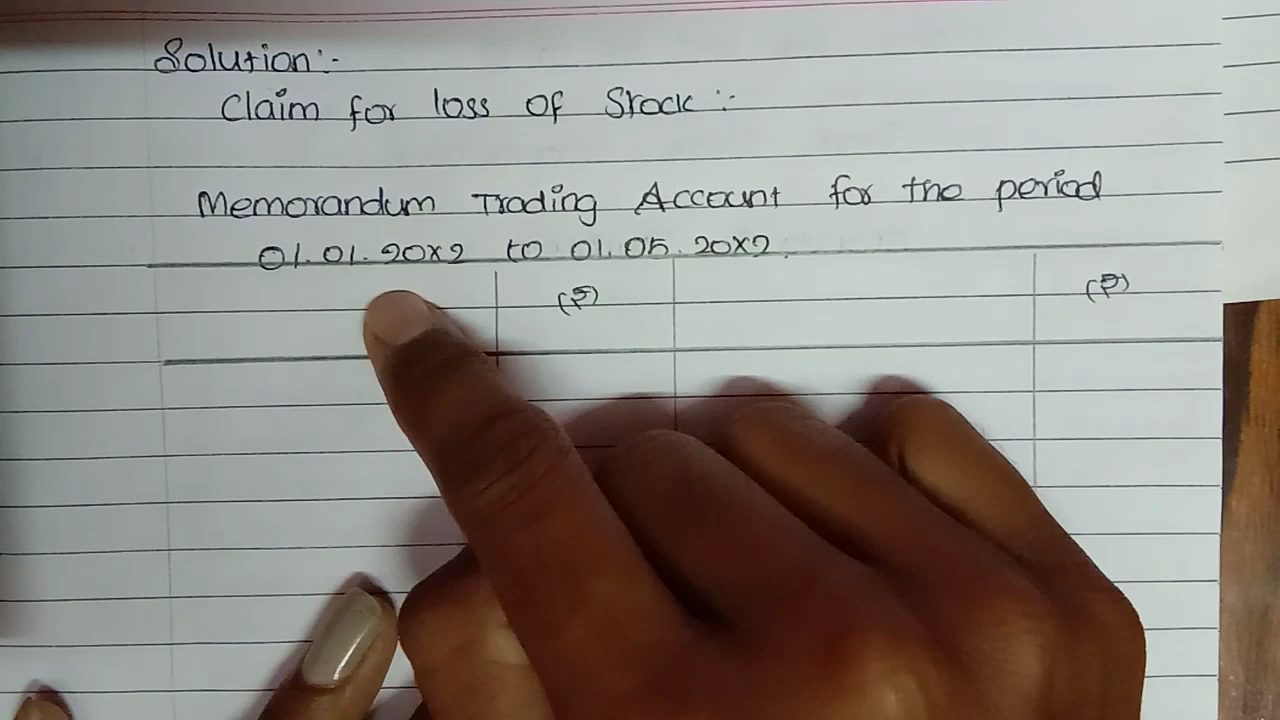 Solution:-
Claim for loss of Stock :-
Memorandum Trading Account for the period
01.01.20x2 to 01.05.20x2.
(₹) (₹)